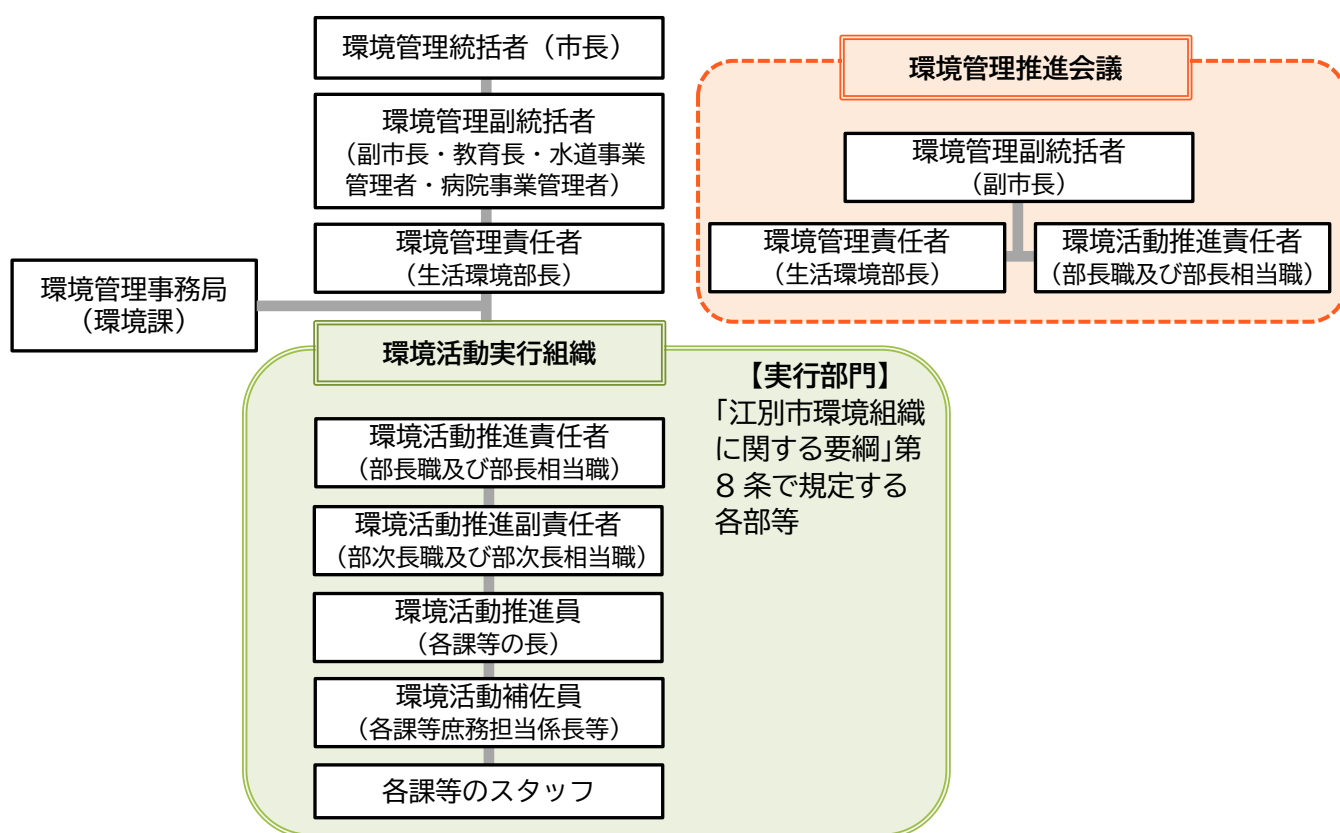 環境管理統括者（市長）
環境管理副統括者
（副市長・教育長・水道事業
管理者・病院事業管理者）
環境管理責任者
（生活環境部長）
環境管理事務局
（環境課）
環境活動実行組織
環境活動推進責任者
（部長職及び部長相当職）
環境活動推進副責任者
（部次長職及び部次長相当職）
環境活動推進員
（各課等の長）
環境活動補佐員
（各課等庶務担当係長等）
各課等のスタッフ
【実行部門】
「江別市環境組織
に関する要綱」第
8 条で規定する
各部等
環境管理推進会議
環境管理副統括者
（副市長）
環境管理責任者
（生活環境部長）
環境活動推進責任者
（部長職及び部長相当職）